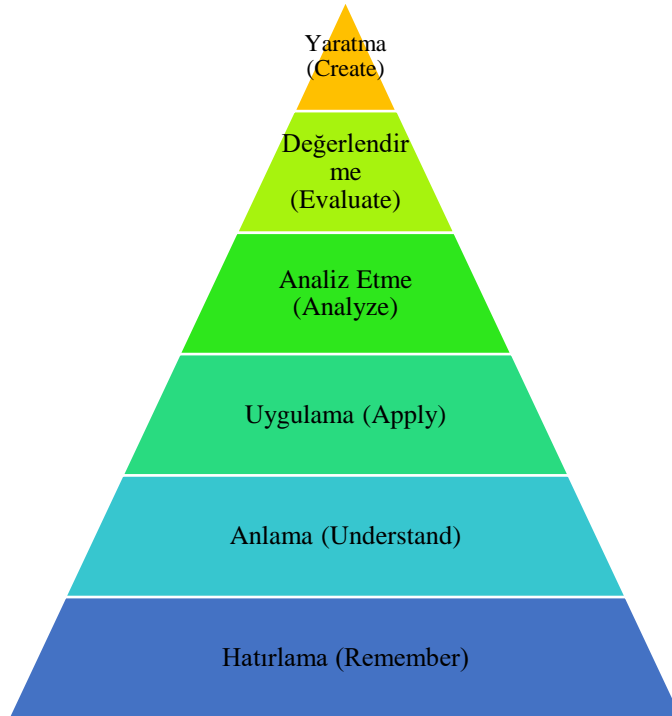 Yaratma
(Create)
Değerlendir
me
(Evaluate)
Analiz Etme
(Analyze)
Uygulama (Apply)
Anlama (Understand)
Hatırlama (Remember)